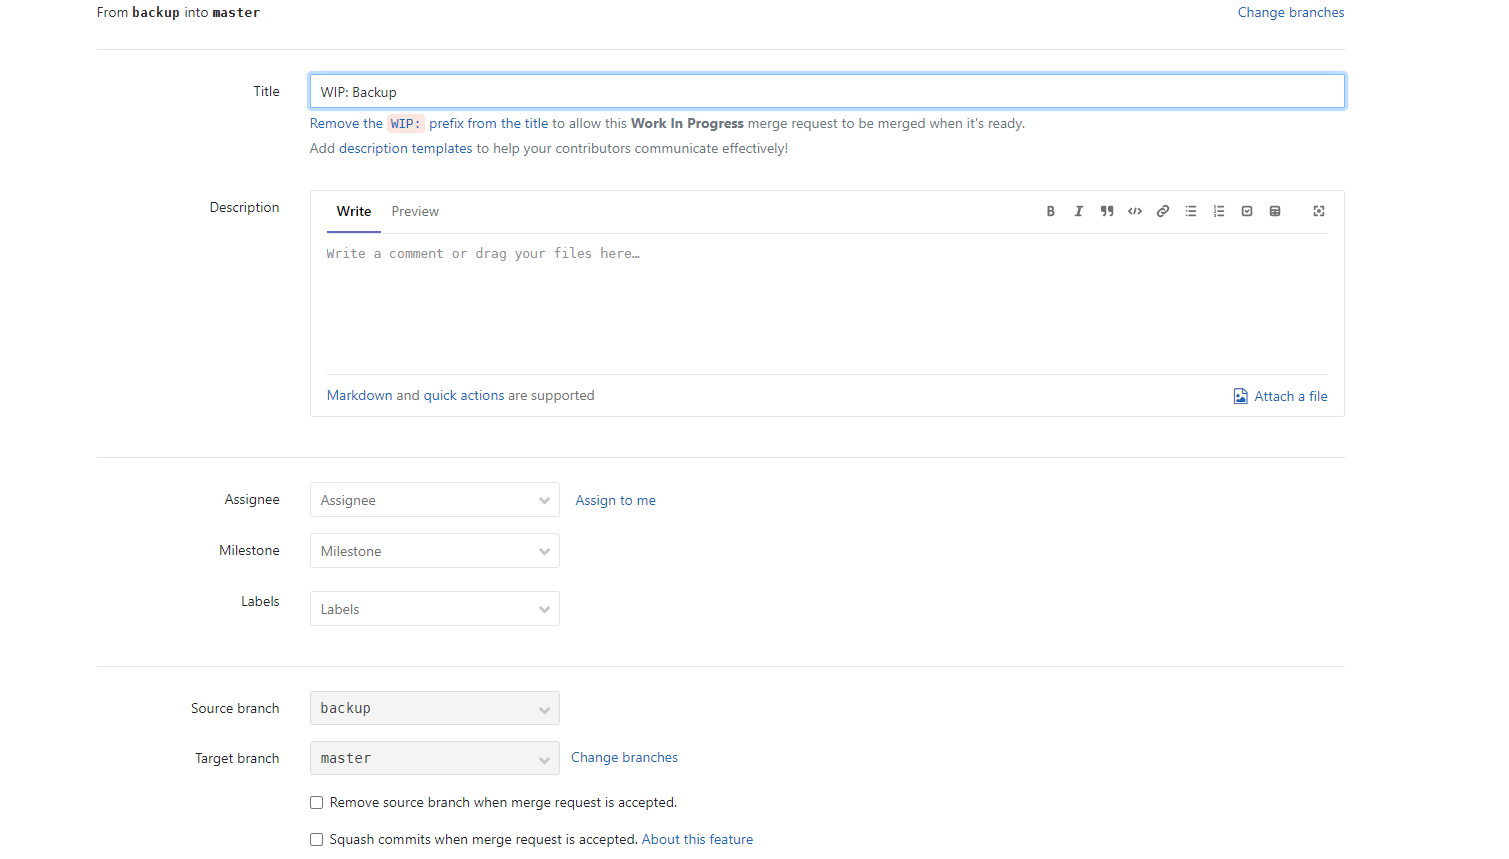 From backup into master
Change branches
Title
WIP: Backup
Remove the WIP: prefix from the title to allow this Work In Progress merge request to be merged when it's ready.
Add description templates to help your contributors communicate effectively!
Description
Write Preview
Write a comment or drag your files here…
Markdown and quick actions are supported
Attach a file
Assignee
Assignee
Assign to me
Milestone
Milestone
Labels
Labels
Source branch
backup
Target branch
master
Change branches
Remove source branch when merge request is accepted.
Squash commits when merge request is accepted. About this feature